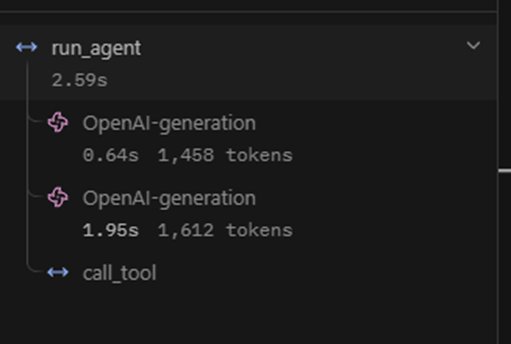 run_agent
2.59s
OpenAI-generation
0.64s 1,458 tokens
OpenAI-generation
1.95s 1,612 tokens
call_tool